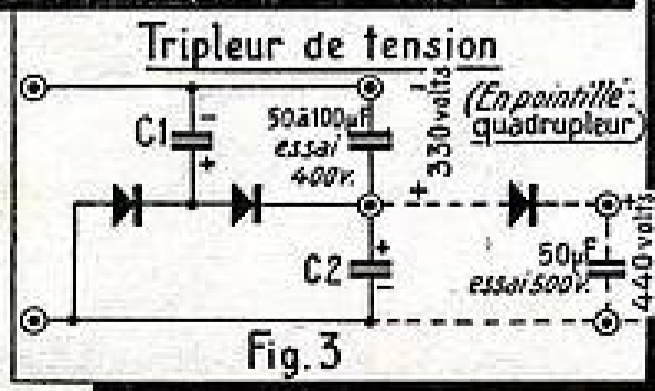 Tripleur de tension
C1
-
+
50à100µF
essai
400v.
-
330 volts
+
(En pointillé:
quadrupleur)
C2
+
-
50µF
essai 500v.
+
440 volts
-
Fig. 3